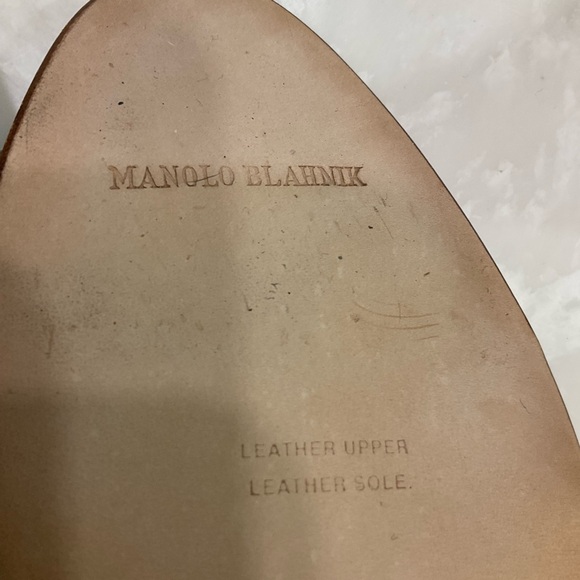 MANOLO BLAHNIK
LEATHER UPPER
LEATHER SOLE.